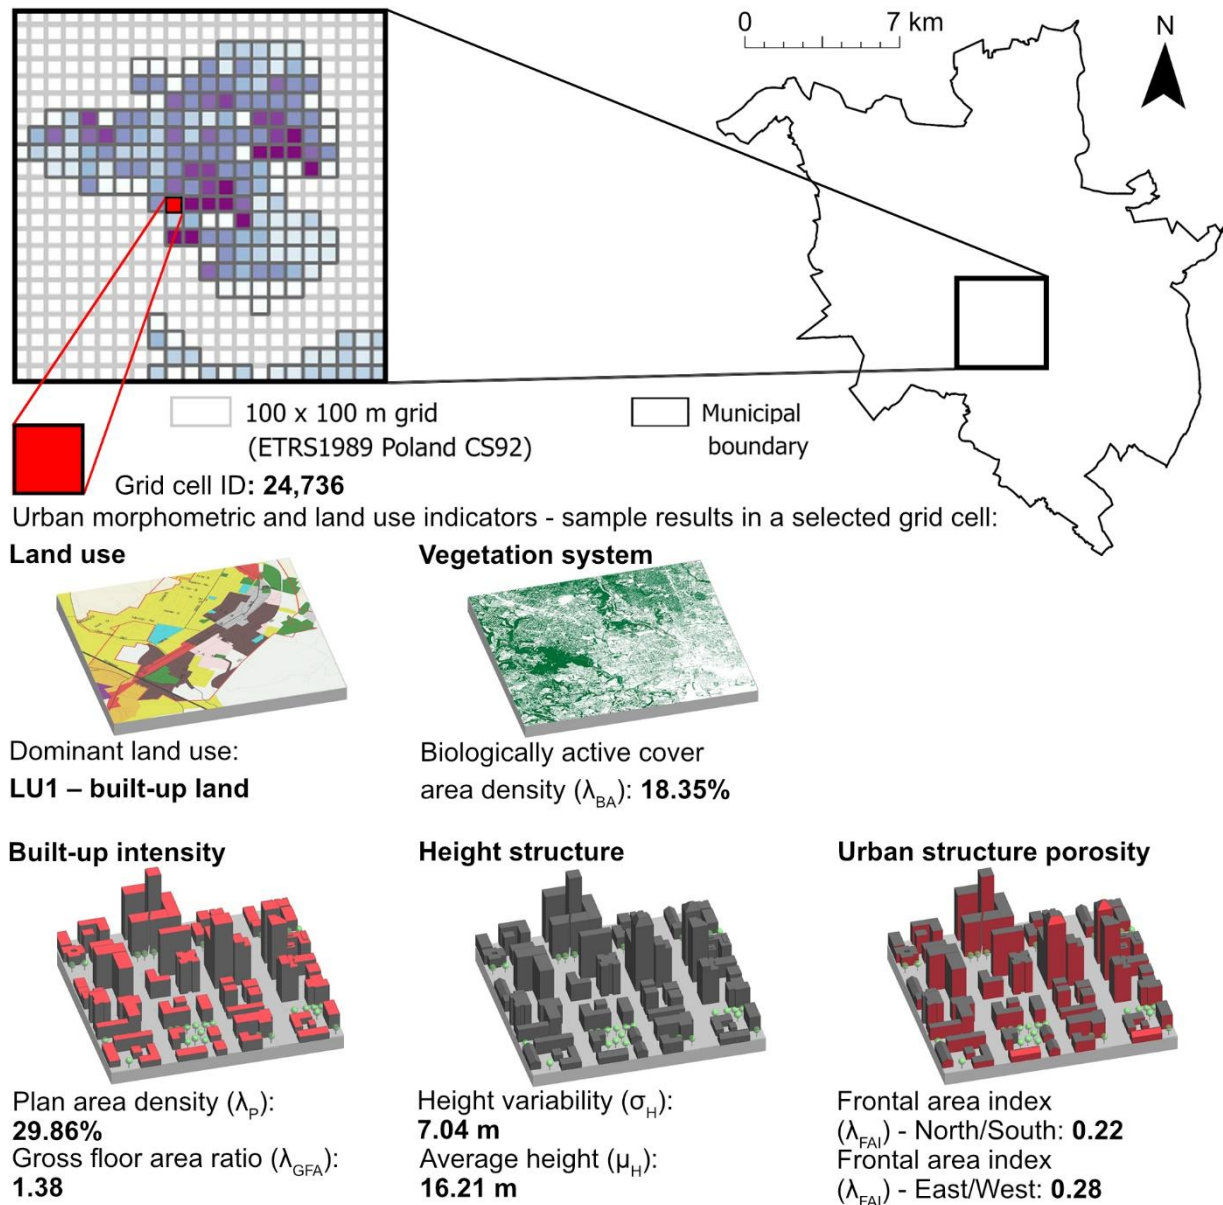 0 7 km
N
100 x 100 m grid
(ETRS1989 Poland CS92)
Municipal
boundary
Grid cell ID: 24,736
Urban morphometric and land use indicators - sample results in a selected grid cell:
Land use
Vegetation system
Dominant land use:
LU1 – built-up land
Biologically active cover
area density (λBA): 18.35%
Built-up intensity
Height structure
Urban structure porosity
Plan area density (λP):
29.86%
Gross floor area ratio (λGFA):
1.38
Height variability (σH):
7.04 m
Average height (μH):
16.21 m
Frontal area index
(λFAI) - North/South: 0.22
Frontal area index
(λFAI) - East/West: 0.28